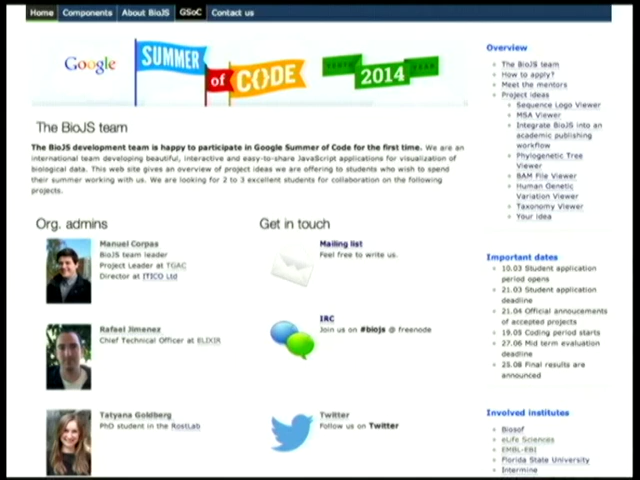 Home Components About BioJS GSoC Contact us
Google SUMMER of CODE TENTH YEAR 2014
The BioJS team
The BioJS development team is happy to participate in Google Summer of Code for the first time. We are an
international team developing beautiful, interactive and easy-to-share JavaScript applications for visualization of
biological data. This web site gives an overview of project ideas we are offering to students who wish to spend
their summer working with us. We are looking for 2 to 3 excellent students for collaboration on the following
projects.
Org. admins
Manuel Corpas
BioJS team leader
Project Leader at TGAC
Director at ITICO Ltd
Rafael Jimenez
Chief Technical Officer at ELIXIR
Tatyana Goldberg
PhD student in the RostLab
Get in touch
Mailing list
Feel free to write us.
IRC
Join us on #biojs @ freenode
Twitter
Follow us on Twitter
Overview
The BioJS team
How to apply?
Meet the mentors
Project ideas
Sequence Logo Viewer
MSA Viewer
Integrate BioJS into an
academic publishing
workflow
Phylogenetic Tree
Viewer
BAM File Viewer
Human Genetic
Variation Viewer
Taxonomy Viewer
Your idea
Important dates
10.03 Student application
period opens
21.03 Student application
deadline
21.04 Official annoucements
of accepted projects
19.05 Coding period starts
27.06 Mid term evaluation
deadline
25.08 Final results are
announced
Involved institutes
Biosof
eLife Sciences
EMBL-EBI
Florida State University
Intermine